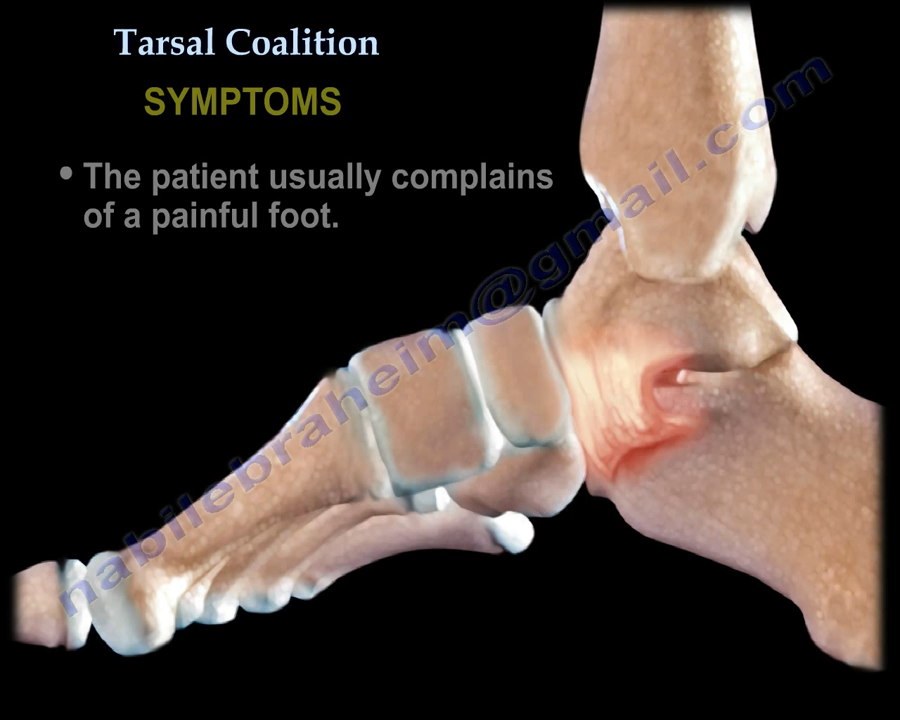 Tarsal Coalition
SYMPTOMS
• The patient usually complains
of a painful foot.
nabilebraheim@gmail.com